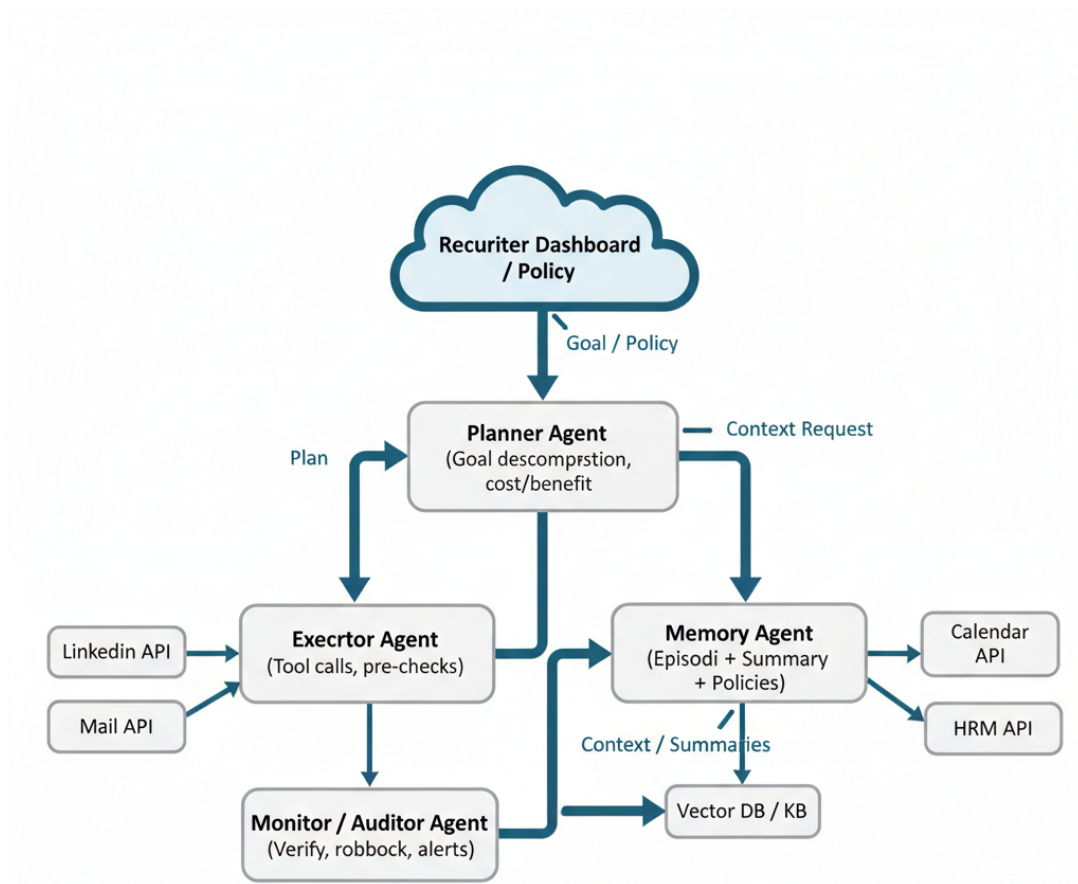 Recuriter Dashboard
/ Policy
Goal / Policy
Planner Agent
(Goal descomprstion,
cost/benefit
Context Request
Plan
Linkedin API
Mail API
Execrtor Agent
(Tool calls, pre-checks)
Memory Agent
(Episodi + Summary
+ Policies)
Calendar
API
HRM API
Context / Summaries
Monitor / Auditor Agent
(Verify, robbock, alerts)
Vector DB / KB